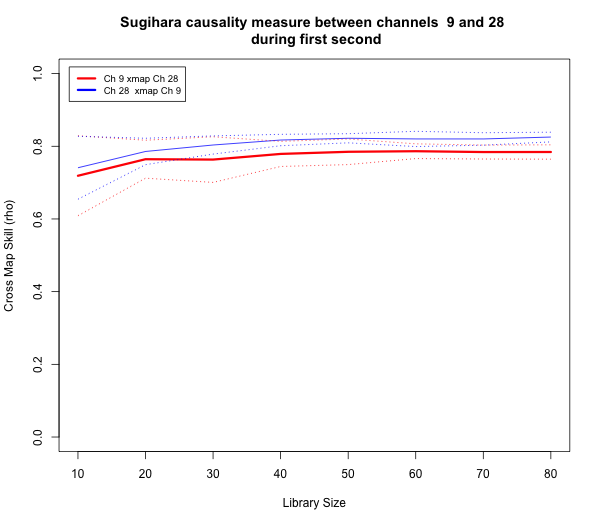 Sugihara causality measure between channels  9 and 28
during first second
Ch 9 xmap Ch 28
Ch 28  xmap Ch 9
Cross Map Skill (rho)
1.0
0.8
0.6
0.4
0.2
0.0
10 20 30 40 50 60 70 80
Library Size